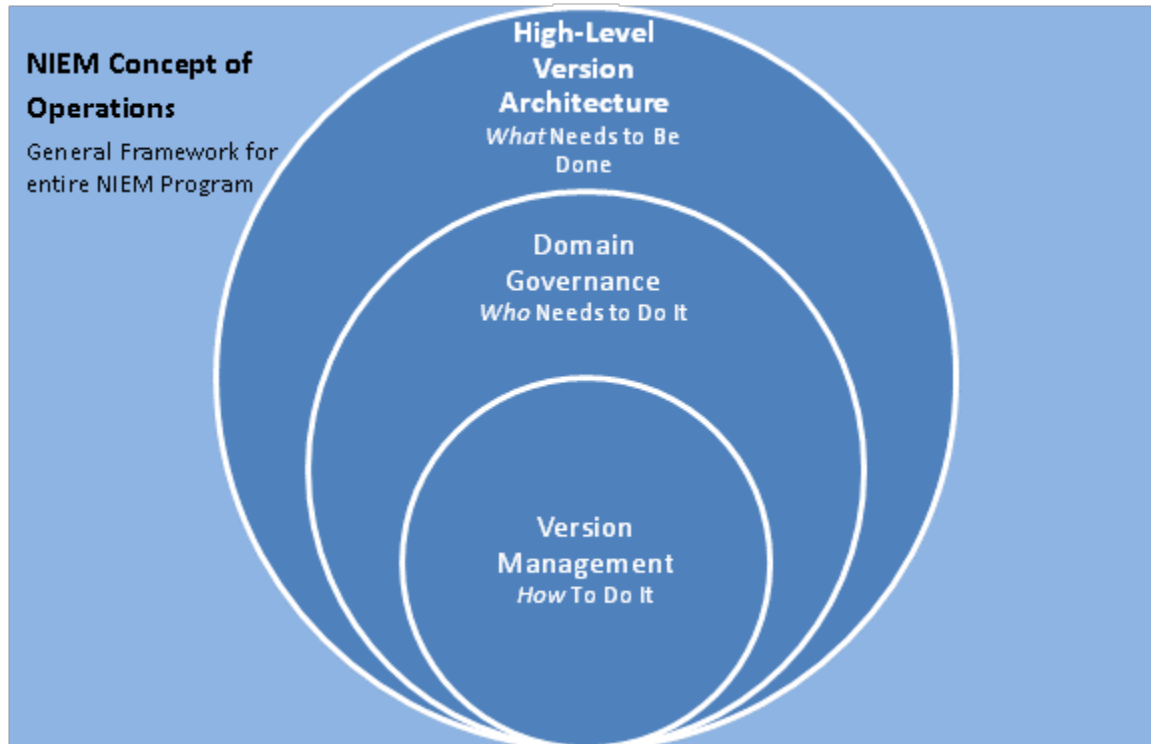 NIEM Concept of
Operations
General Framework for
entire NIEM Program
High-Level
Version
Architecture
What Needs to Be
Done
Domain
Governance
Who Needs to Do It
Version
Management
How To Do It